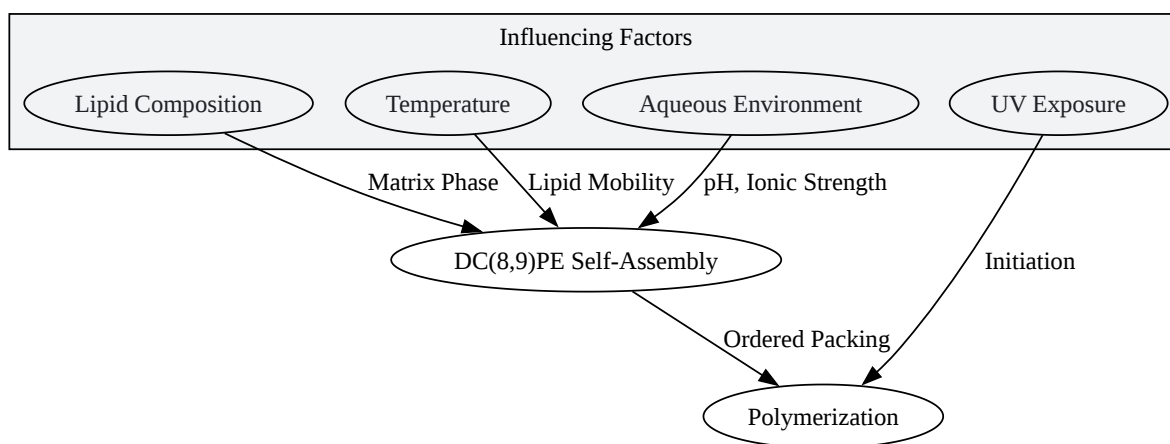 Influencing Factors
Lipid Composition
Temperature
Aqueous Environment
UV Exposure
Matrix Phase
Lipid Mobility
pH, Ionic Strength
DC(8,9)PE Self-Assembly
Initiation
Ordered Packing
Polymerization